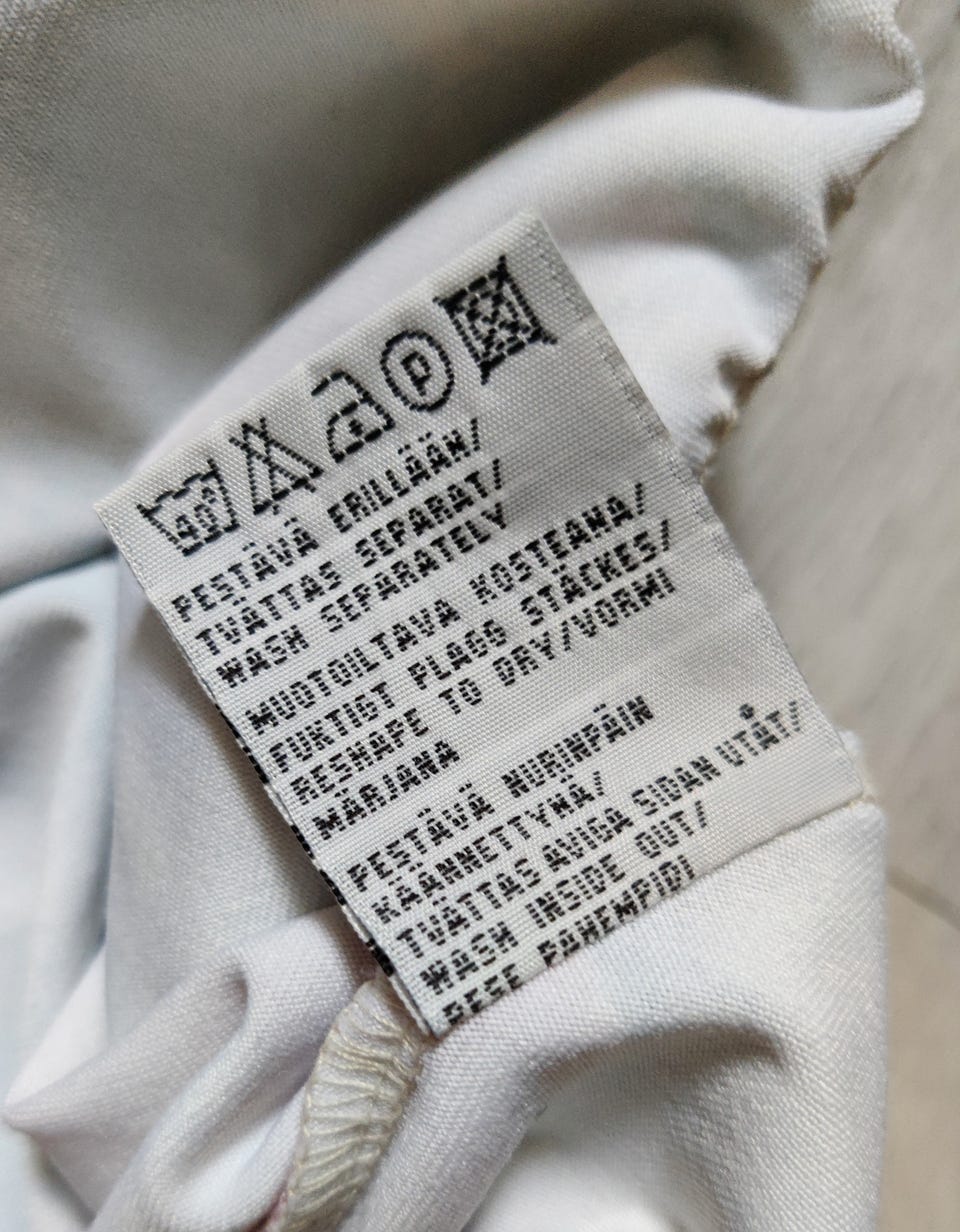 40°
P
PESTÄVÄ ERILLÄÄN/
TVÄTTAS SEPARAT/
WASH SEPARATELY
MUOTOILTAVA KOSTEANA/
FUKTIGT PLAGG STÄCKES/
RESHAPE TO DRY/VORMI
MÄRJANA
PESTÄVÄ NURINPÄIN
KÄÄNNETTYNÄ/
TVÄTTAS AVIGA SIDAN UTÅT/
WASH INSIDE OUT/
PESE PAHEMPIDI